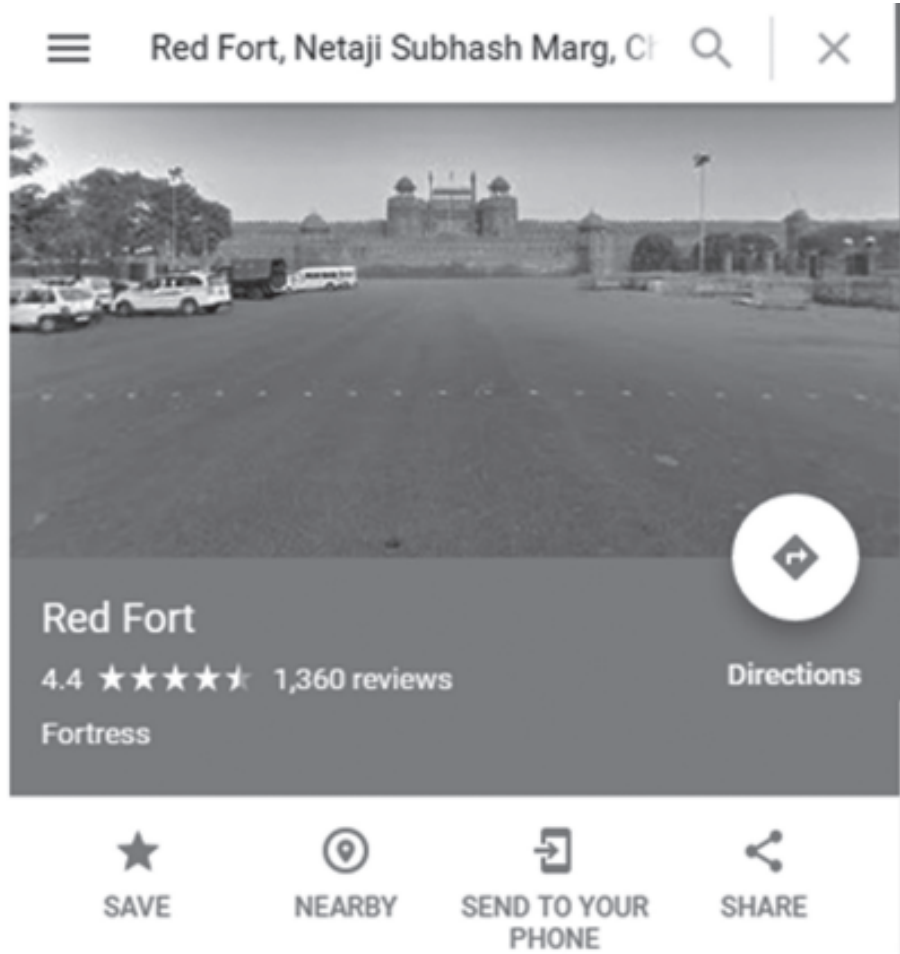 Red Fort, Netaji Subhash Marg,
Red Fort
4.4 1,360 reviews
Directions
Fortress
SAVE
NEARBY
SEND TO YOUR
PHONE
SHARE